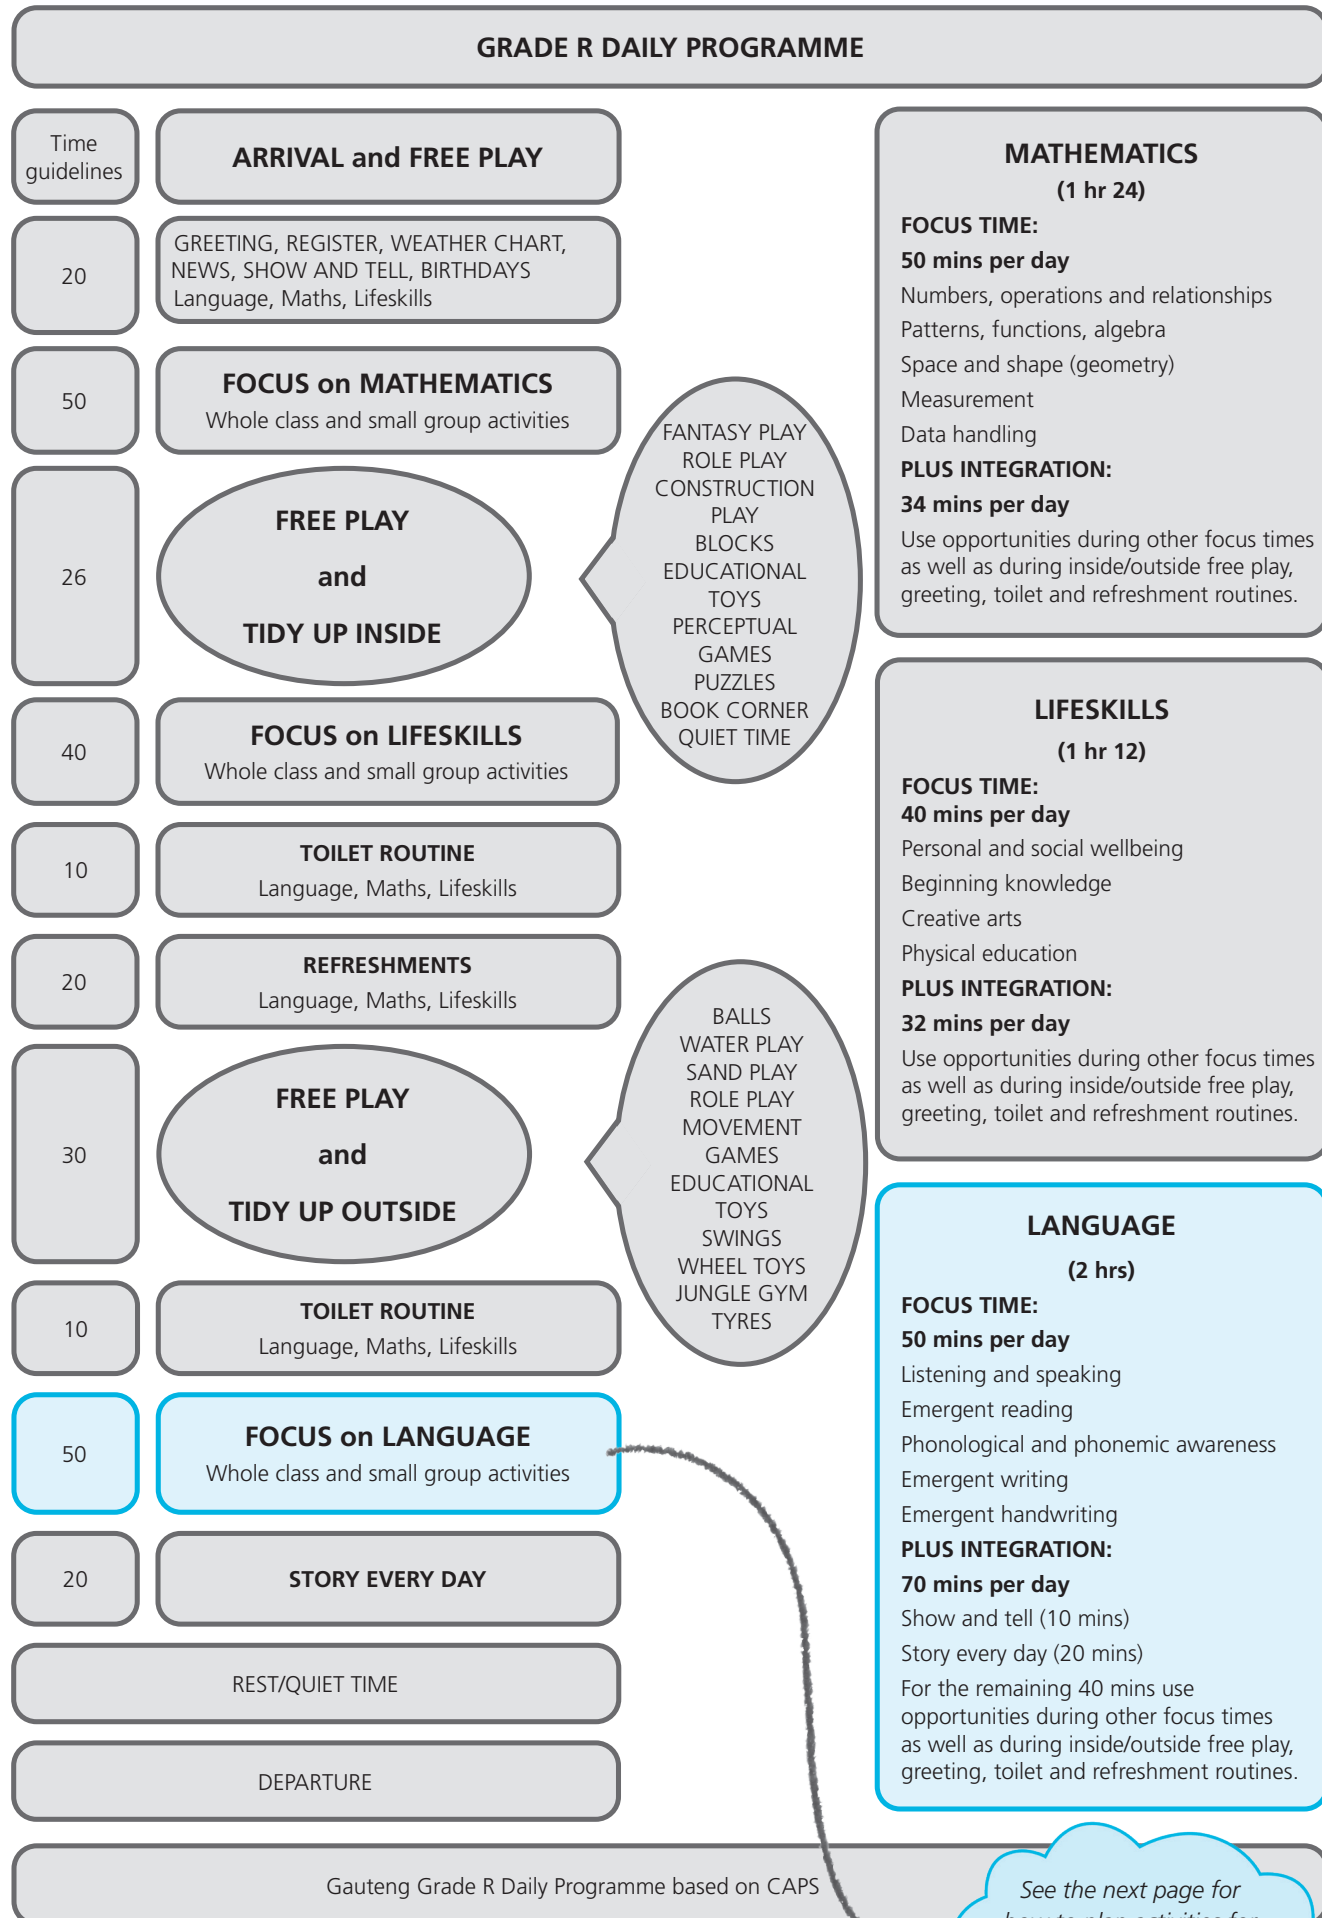 GRADE R DAILY PROGRAMME
Time
guidelines
ARRIVAL and FREE PLAY
20
GREETING, REGISTER, WEATHER CHART,
NEWS, SHOW AND TELL, BIRTHDAYS
Language, Maths, Lifeskills
50
FOCUS on MATHEMATICS
Whole class and small group activities
26
FREE PLAY
and
TIDY UP INSIDE
FANTASY PLAY
ROLE PLAY
CONSTRUCTION
PLAY
BLOCKS
EDUCATIONAL
TOYS
PERCEPTUAL
GAMES
PUZZLES
BOOK CORNER
QUIET TIME
40
FOCUS on LIFESKILLS
Whole class and small group activities
10
TOILET ROUTINE
Language, Maths, Lifeskills
20
REFRESHMENTS
Language, Maths, Lifeskills
30
FREE PLAY
and
TIDY UP OUTSIDE
BALLS
WATER PLAY
SAND PLAY
ROLE PLAY
MOVEMENT
GAMES
EDUCATIONAL
TOYS
SWINGS
WHEEL TOYS
JUNGLE GYM
TYRES
10
TOILET ROUTINE
Language, Maths, Lifeskills
50
FOCUS on LANGUAGE
Whole class and small group activities
20
STORY EVERY DAY
REST/QUIET TIME
DEPARTURE
MATHEMATICS
(1 hr 24)
FOCUS TIME:
50 mins per day
Numbers, operations and relationships
Patterns, functions, algebra
Space and shape (geometry)
Measurement
Data handling
PLUS INTEGRATION:
34 mins per day
Use opportunities during other focus times
as well as during inside/outside free play,
greeting, toilet and refreshment routines.
LIFESKILLS
(1 hr 12)
FOCUS TIME:
40 mins per day
Personal and social wellbeing
Beginning knowledge
Creative arts
Physical education
PLUS INTEGRATION:
32 mins per day
Use opportunities during other focus times
as well as during inside/outside free play,
greeting, toilet and refreshment routines.
LANGUAGE
(2 hrs)
FOCUS TIME:
50 mins per day
Listening and speaking
Emergent reading
Phonological and phonemic awareness
Emergent writing
Emergent handwriting
PLUS INTEGRATION:
70 mins per day
Show and tell (10 mins)
Story every day (20 mins)
For the remaining 40 mins use
opportunities during other focus times
as well as during inside/outside free play,
greeting, toilet and refreshment routines.
Gauteng Grade R Daily Programme based on CAPS
See the next page for
how to plan activities for